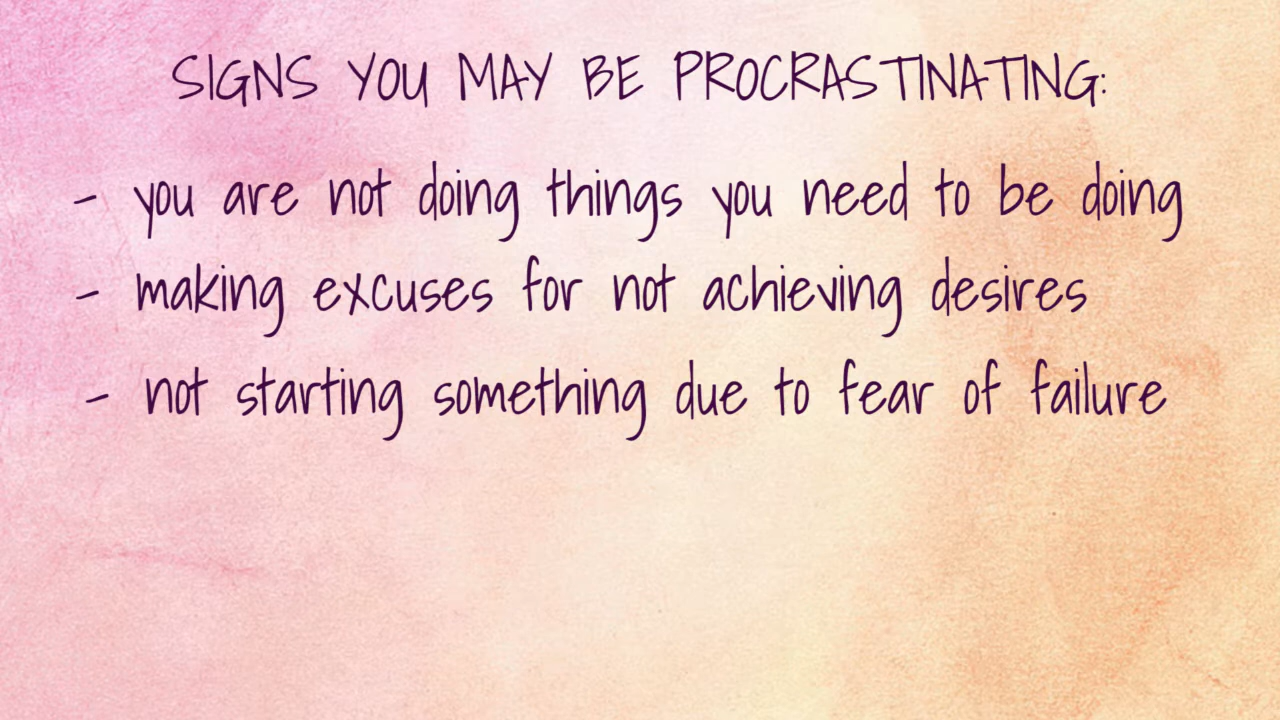 SIGNS YOU MAY BE PROCRASTINATING:
- you are not doing things you need to be doing
- making excuses for not achieving desires
- not starting something due to fear of failure